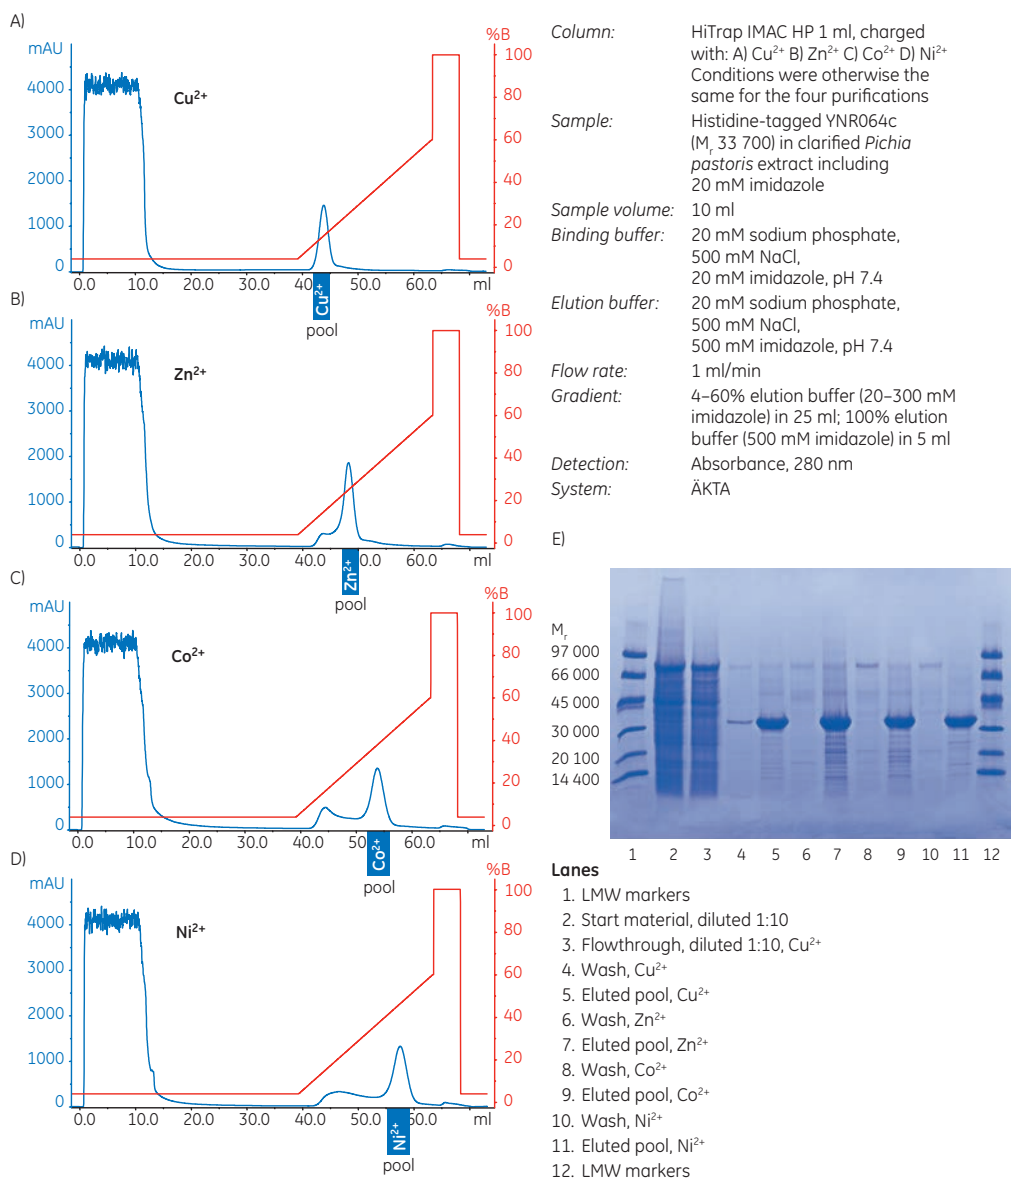 A)
mAU
%B
4000
3000
2000
1000
0
100
80
60
40
20
0
Cu²⁺
0.0 10.0 20.0 30.0 40.0 50.0 60.0 ml
Cu²⁺
pool
B)
mAU
%B
4000
3000
2000
1000
0
100
80
60
40
20
0
Zn²⁺
0.0 10.0 20.0 30.0 40.0 50.0 60.0 ml
Zn²⁺
pool
C)
mAU
%B
4000
3000
2000
1000
0
100
80
60
40
20
0
Co²⁺
0.0 10.0 20.0 30.0 40.0 50.0 60.0 ml
Co²⁺
pool
D)
mAU
%B
4000
3000
2000
1000
0
100
80
60
40
20
0
Ni²⁺
0.0 10.0 20.0 30.0 40.0 60.0 ml
Ni²⁺
pool
Column: HiTrap IMAC HP 1 ml, charged
with: A) Cu²⁺ B) Zn²⁺ C) Co²⁺ D) Ni²⁺
Conditions were otherwise the
same for the four purifications
Sample: Histidine-tagged YNR064c
(Mr 33 700) in clarified Pichia
pastoris extract including
20 mM imidazole
Sample volume: 10 ml
Binding buffer: 20 mM sodium phosphate,
500 mM NaCl,
20 mM imidazole, pH 7.4
Elution buffer: 20 mM sodium phosphate,
500 mM NaCl,
500 mM imidazole, pH 7.4
Flow rate: 1 ml/min
Gradient: 4–60% elution buffer (20–300 mM
imidazole) in 25 ml; 100% elution
buffer (500 mM imidazole) in 5 ml
Detection: Absorbance, 280 nm
System: ÄKTA
E)
Mr
97 000
66 000
45 000
30 000
20 100
14 400
1 2 3 4 5 6 7 8 9 10 11 12
Lanes
1. LMW markers
2. Start material, diluted 1:10
3. Flowthrough, diluted 1:10, Cu²⁺
4. Wash, Cu²⁺
5. Eluted pool, Cu²⁺
6. Wash, Zn²⁺
7. Eluted pool, Zn²⁺
8. Wash, Co²⁺
9. Eluted pool, Co²⁺
10. Wash, Ni²⁺
11. Eluted pool, Ni²⁺
12. LMW markers